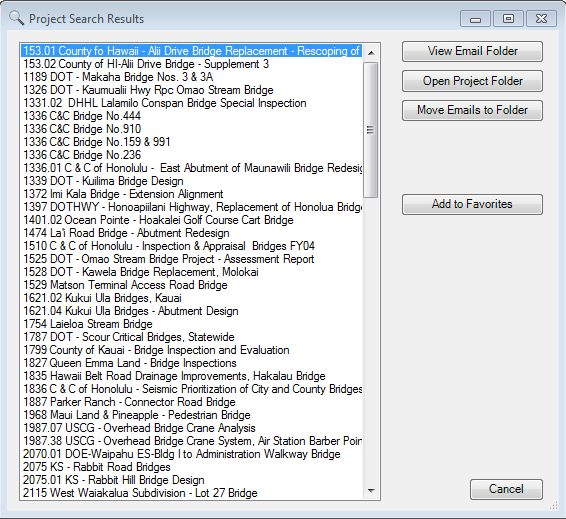 Project Search Results
153.01 County fo Hawaii - Alii Drive Bridge Replacement - Rescoping of
153.02 County of HI-Alii Drive Bridge - Supplement 3
1189 DOT - Makaha Bridge Nos. 3 & 3A
1326 DOT - Kaumualii Hwy Rpc Omao Stream Bridge
1331.02  DHHL Lalamilo Conspan Bridge Special Inspection
1336 C&C Bridge No.444
1336 C&C Bridge No.910
1336 C&C Bridge No.159 & 991
1336 C&C Bridge No.236
1336.01 C & C of Honolulu -  East Abutment of Maunawili Bridge Redesig
1339 DOT - Kuilima Bridge Design
1372 Imi Kala Bridge - Extension Alignment
1397 DOTHWY - Honoapiilani Highway, Replacement of Honolua Bridge
1401.02 Ocean Pointe - Hoakalei Golf Course Cart Bridge
1474 La'i Road Bridge - Abutment Redesign
1510 C & C of Honolulu - Inspection & Appraisal  Bridges FY04
1525 DOT - Omao Stream Bridge Project - Assessment Report
1528 DOT - Kawela Bridge Replacement, Molokai
1529 Matson Terminal Access Road Bridge
1621.02 Kukui Ula Bridges, Kauai
1621.04 Kukui Ula Bridges - Abutment Design
1754 Laieloa Stream Bridge
1787 DOT - Scour Critical Bridges, Statewide
1799 County of Kauai - Bridge Inspection and Evaluation
1827 Queen Emma Land - Bridge Inspections
1835 Hawaii Belt Road Drainage Improvements, Hakalau Bridge
1836 C & C of Honolulu - Seismic Prioritization of City and County Bridges
1887 Parker Ranch - Connector Road Bridge
1968 Maui Land & Pineapple - Pedestrian Bridge
1987.07 USCG - Overhead Bridge Crane Analysis
1987.38 USCG - Overhead Bridge Crane System, Air Station Barber Poin
2070.01 DOE-Waipahu ES-Bldg I to Administration Walkway Bridge
2075 KS - Rabbit Road Bridges
2075.01 KS - Rabbit Hill Bridge Design
2115 West Waiakalua Subdivision - Lot 27 Bridge
View Email Folder
Open Project Folder
Move Emails to Folder
Add to Favorites
Cancel